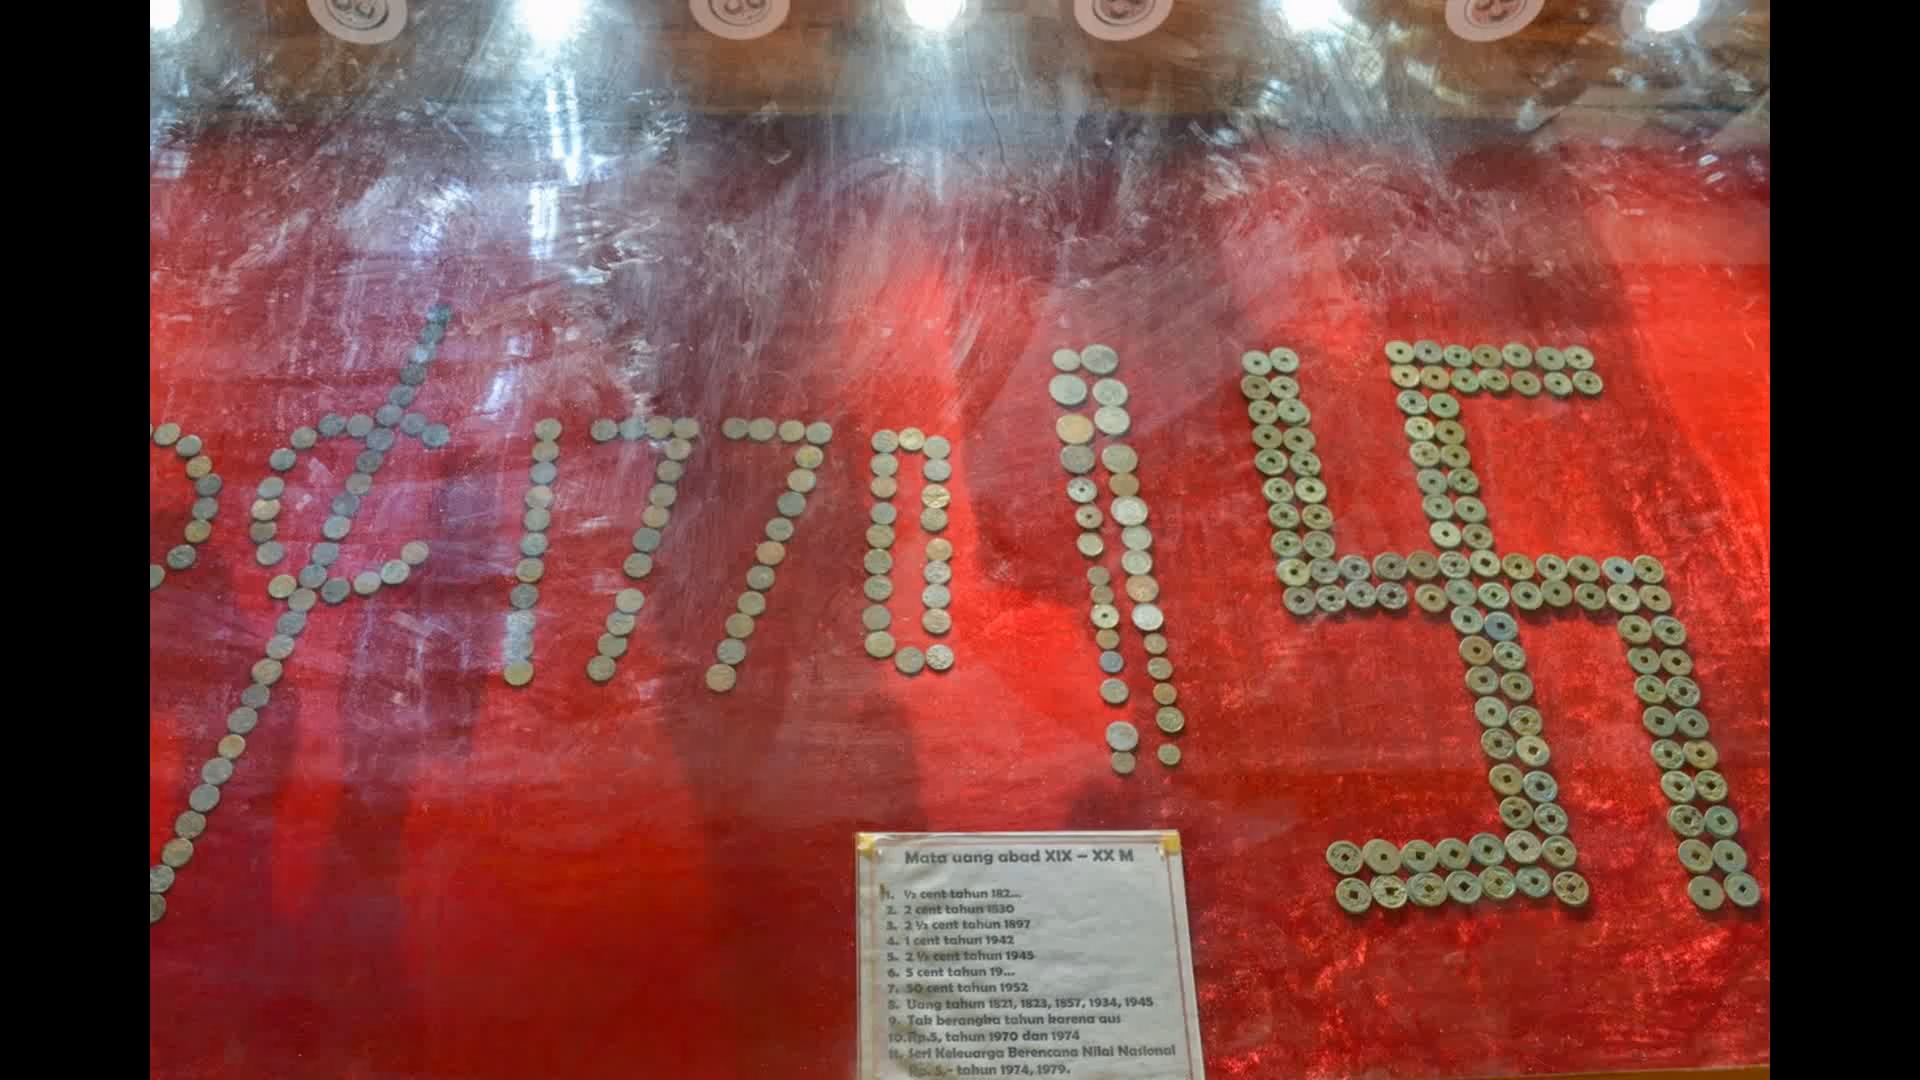 1770
Mata uang abad XIX – XX M
1. ½ cent tahun 182...
2. 2 cent tahun 1830
3. 2 ½ cent tahun 1897
4. 1 cent tahun 1942
5. 2 ½ cent tahun 1945
6. 5 cent tahun 19...
7. 50 cent tahun 1952
8. Uang tahun 1821, 1823, 1857, 1934, 1945
9. Tak berangka tahun karena aus
10. Rp.5, tahun 1970 dan 1974
11. Seri Keleuarga Berencana Nilai Nasional
Rp. 5,- tahun 1974, 1979.